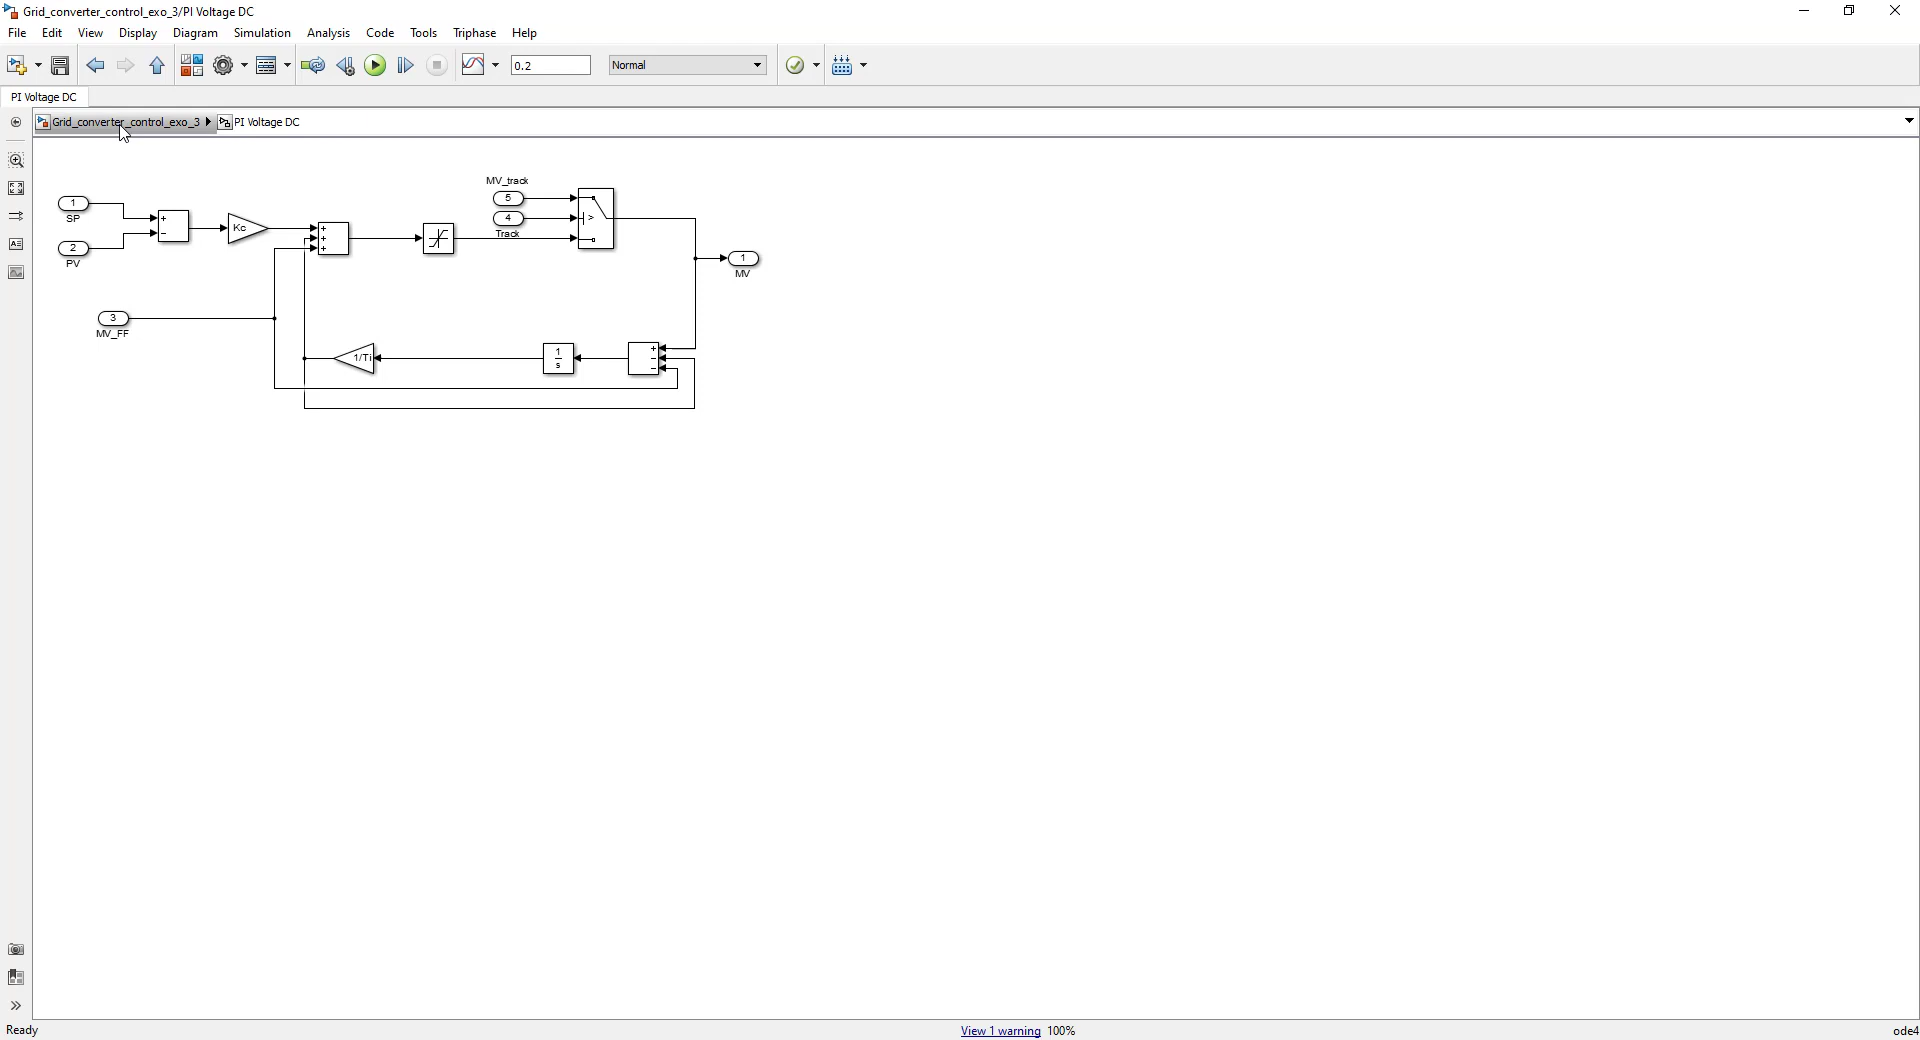 Grid_converter_control_exo_3/PI Voltage DC
File Edit View Display Diagram Simulation Analysis Code Tools Triphase Help
0.2 Normal
PI Voltage DC
Grid_converter_control_exo_3 PI Voltage DC
MV_track
1 5
SP + Kc + 4 >
2 - + Track
PV + 1
MV
3
MV_FF
1/Ti 1 +
s -
-
Ready View 1 warning 100% ode4